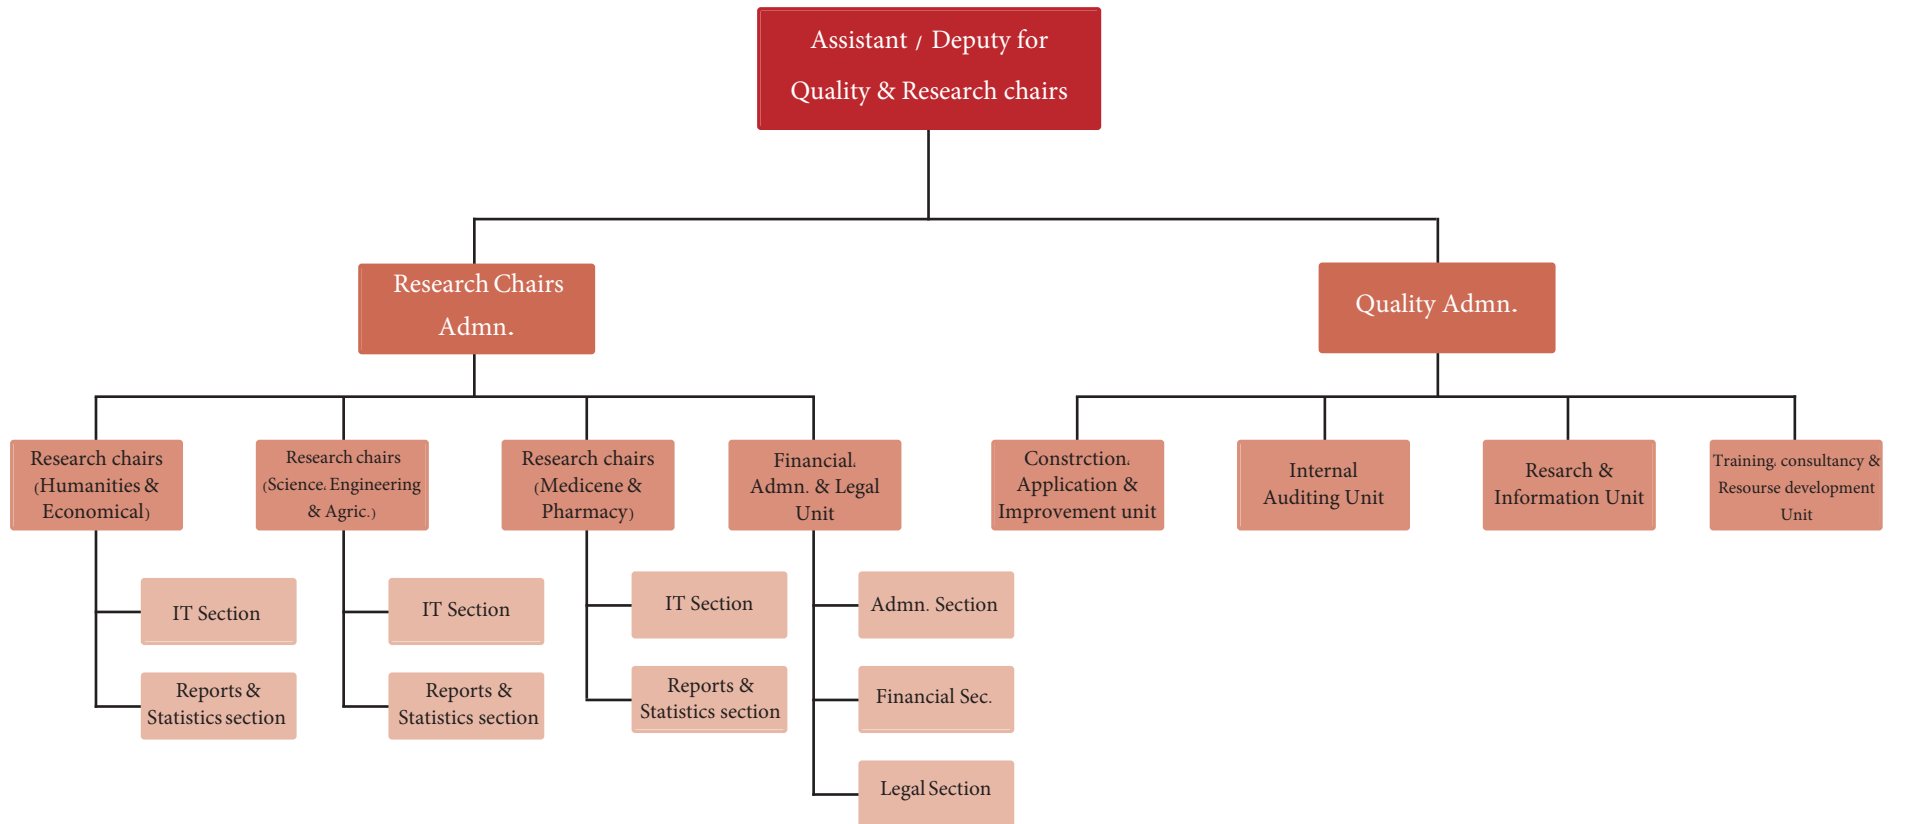 Assistant / Deputy for
Quality & Research chairs
Research Chairs
Admn.
Quality Admn.
Research chairs
(Humanities &
Economical)
Research chairs
(Science. Engineering
& Agric.)
Research chairs
(Medicene &
Pharmacy)
Financial.
Admn. & Legal
Unit
Constrction.
Application &
Improvement unit
Internal
Auditing Unit
Resarch &
Information Unit
Training. consultancy &
Resourse development
Unit
IT Section
Reports &
Statistics section
IT Section
Reports &
Statistics section
IT Section
Reports &
Statistics section
Admn. Section
Financial Sec.
Legal Section